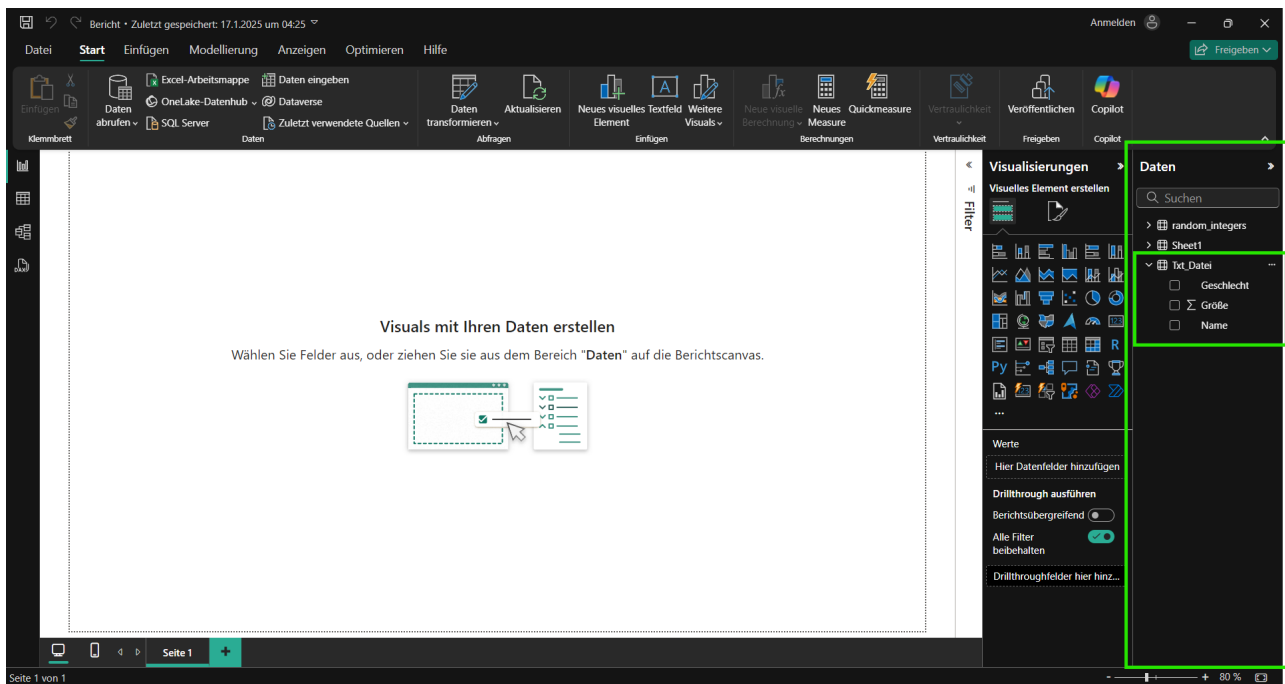 Bericht • Zuletzt gespeichert: 17.1.2025 um 04:25
Anmelden
Datei Start Einfügen Modellierung Anzeigen Optimieren Hilfe
Freigeben
Einfügen
Klemmbrett
Daten abrufen
Excel-Arbeitsmappe
OneLake-Datenhub
SQL Server
Daten eingeben
Dataverse
Zuletzt verwendete Quellen
Daten
Daten transformieren
Aktualisieren
Abfragen
Neues visuelles Element
Textfeld
A
Weitere Visuals
Einfügen
Neue visuelle Berechnung
Neues Measure
Quickmeasure
Berechnungen
Vertraulichkeit
Vertraulichkeit
Veröffentlichen
Freigeben
Copilot
Copilot
DAX
Visuals mit Ihren Daten erstellen
Wählen Sie Felder aus, oder ziehen Sie sie aus dem Bereich "Daten" auf die Berichtscanvas.
Filter
Visualisierungen
Visuelles Element erstellen
123
R
Py
Werte
Hier Datenfelder hinzufügen
Drillthrough ausführen
Berichtsübergreifend
Alle Filter
beibehalten
Drillthroughfelder hier hinz...
Daten
Suchen
random_integers
Sheet1
Txt_Datei
Geschlecht
∑ Größe
Name
Seite 1
+
Seite 1 von 1
- + 80 %